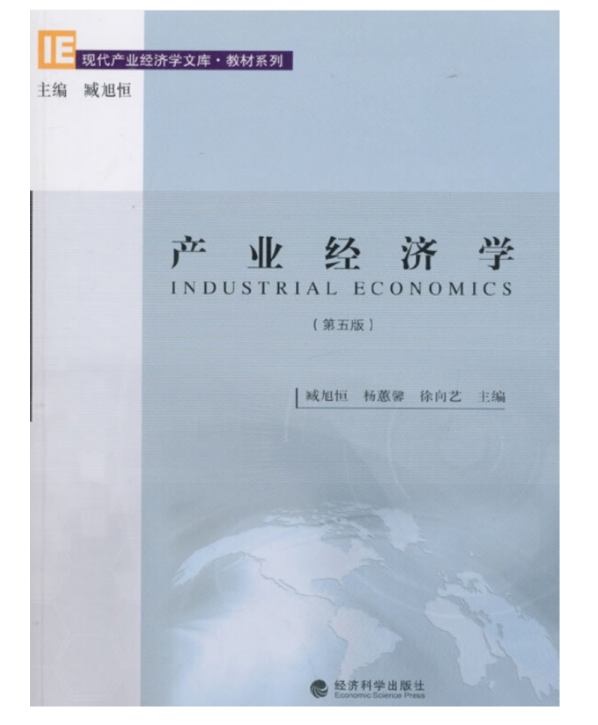 IE
现代产业经济学文库·教材系列
主编 臧旭恒
产业经济学
INDUSTRIAL ECONOMICS
（第五版）
臧旭恒 杨蕙馨 徐向艺 主编
经济科学出版社
Economic Science Press